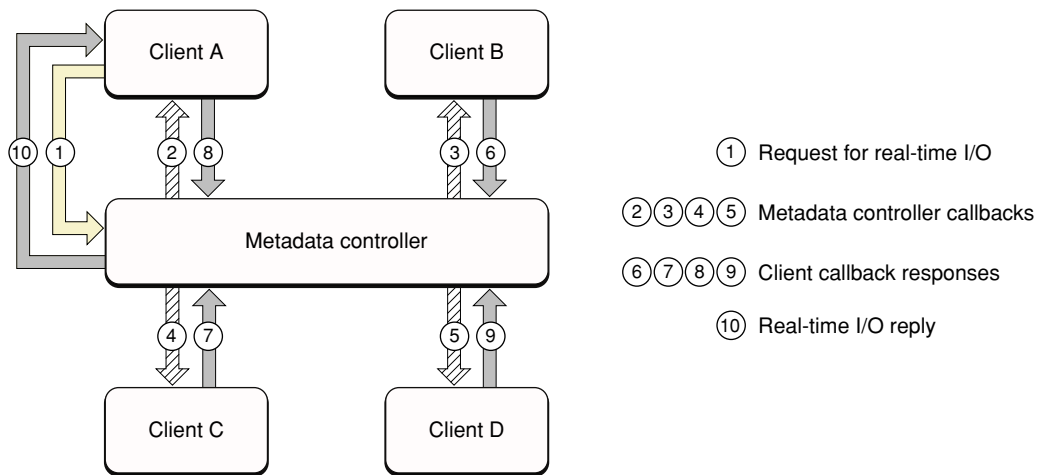 Client A
Client B
10
1
2
8
3
6
1 Request for real-time I/O
2 3 4 5 Metadata controller callbacks
Metadata controller
6 7 8 9 Client callback responses
10 Real-time I/O reply
4
7
5
9
Client C
Client D